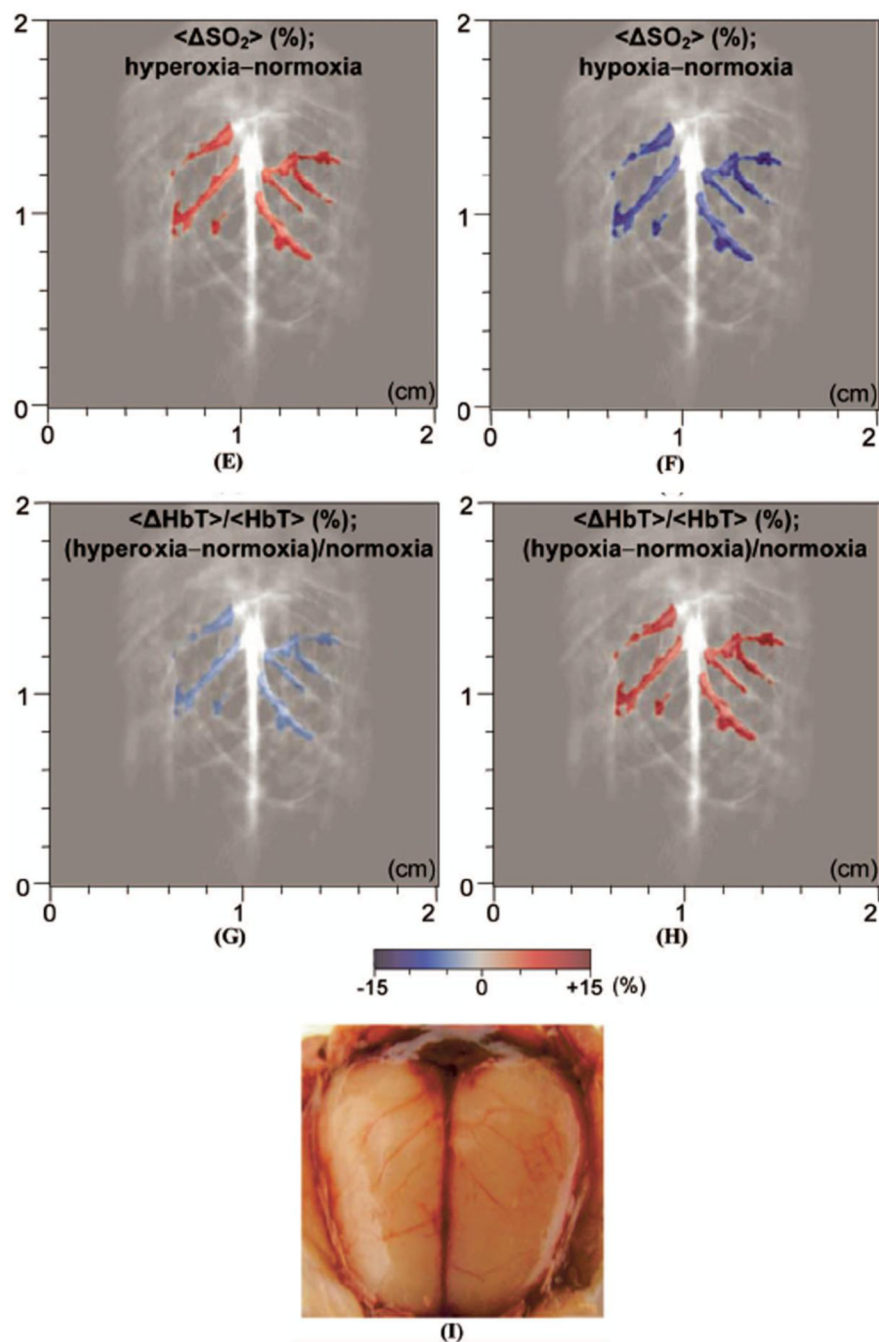 2
<ΔSO₂> (%);
hyperoxia–normoxia
1
0
(cm)
0
1
2
(E)
2
<ΔSO₂> (%);
hypoxia–normoxia
1
0
(cm)
0
1
2
(F)
2
<ΔHbT>/<HbT> (%);
(hyperoxia–normoxia)/normoxia
1
0
(cm)
0
1
2
(G)
2
<ΔHbT>/<HbT> (%);
(hypoxia–normoxia)/normoxia
1
0
(cm)
0
1
2
(H)
-15
0
+15 (%)
(I)